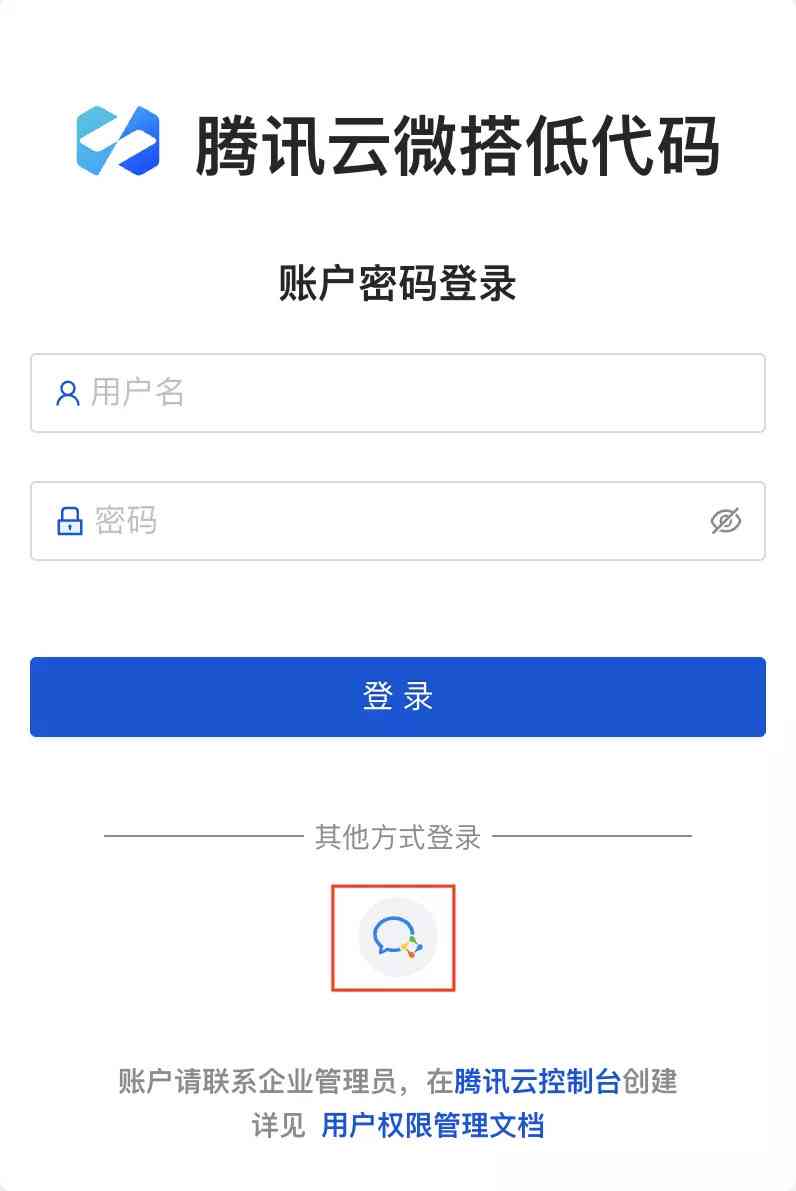 腾讯云微搭低代码
账户密码登录
用户名
密码
登 录
其他方式登录
账户请联系企业管理员，在腾讯云控制台创建
详见 用户权限管理文档